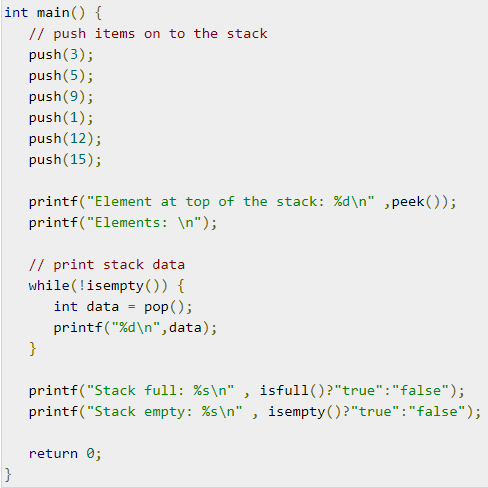 int main() {
   // push items on to the stack
   push(3);
   push(5);
   push(9);
   push(1);
   push(12);
   push(15);

   printf("Element at top of the stack: %d\n" ,peek());
   printf("Elements: \n");

   // print stack data
   while(!isempty()) {
      int data = pop();
      printf("%d\n",data);
   }

   printf("Stack full: %s\n" , isfull()?"true":"false");
   printf("Stack empty: %s\n" , isempty()?"true":"false");

   return 0;
}